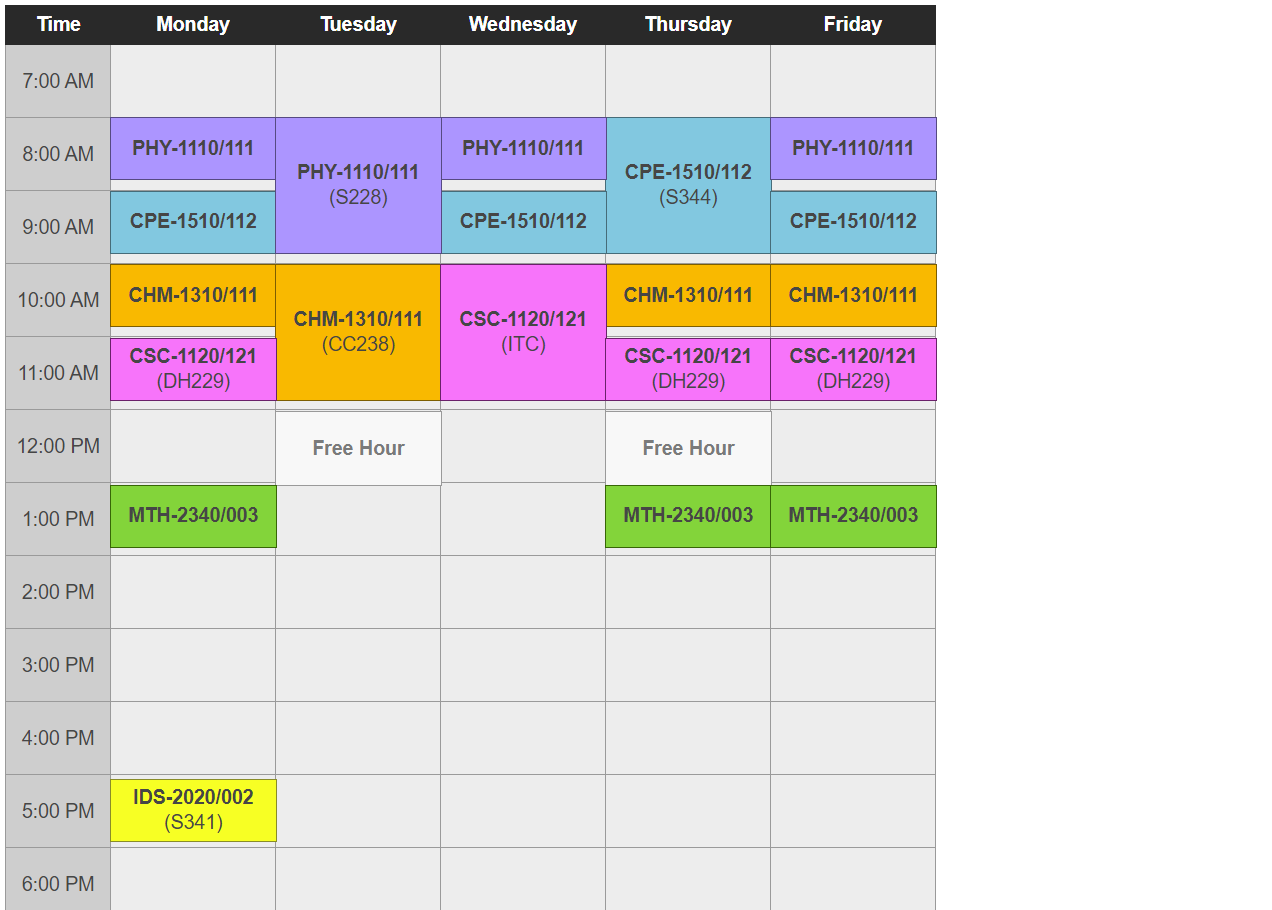 Time Monday Tuesday Wednesday Thursday Friday
7:00 AM
8:00 AM
PHY-1110/111
PHY-1110/111
(S228)
PHY-1110/111
CPE-1510/112
(S344)
PHY-1110/111
9:00 AM
CPE-1510/112
CPE-1510/112
CPE-1510/112
10:00 AM
CHM-1310/111
CHM-1310/111
(CC238)
CSC-1120/121
(ITC)
CHM-1310/111
CHM-1310/111
11:00 AM
CSC-1120/121
(DH229)
CSC-1120/121
(DH229)
CSC-1120/121
(DH229)
12:00 PM
Free Hour
Free Hour
1:00 PM
MTH-2340/003
MTH-2340/003
MTH-2340/003
2:00 PM
3:00 PM
4:00 PM
5:00 PM
IDS-2020/002
(S341)
6:00 PM